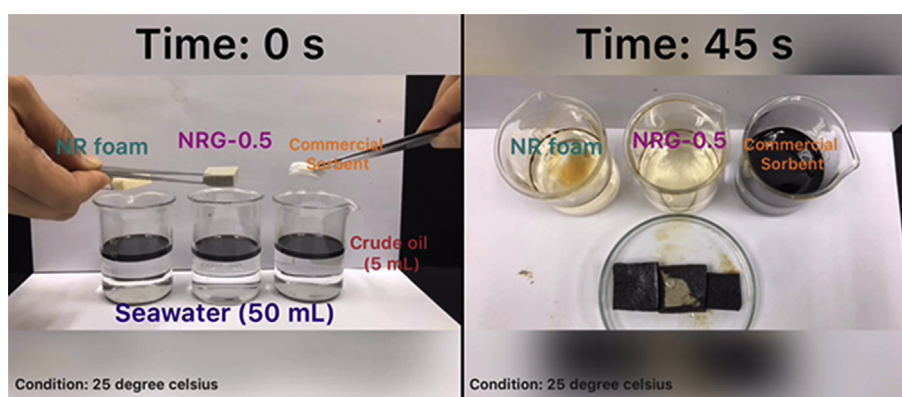 Time: 0 s
NR foam
NRG-0.5
Commercial
Sorbent
Crude oil
(5 mL)
Seawater (50 mL)
Condition: 25 degree celsius
Time: 45 s
NR foam
NRG-0.5
Commercial
Sorbent
Condition: 25 degree celsius